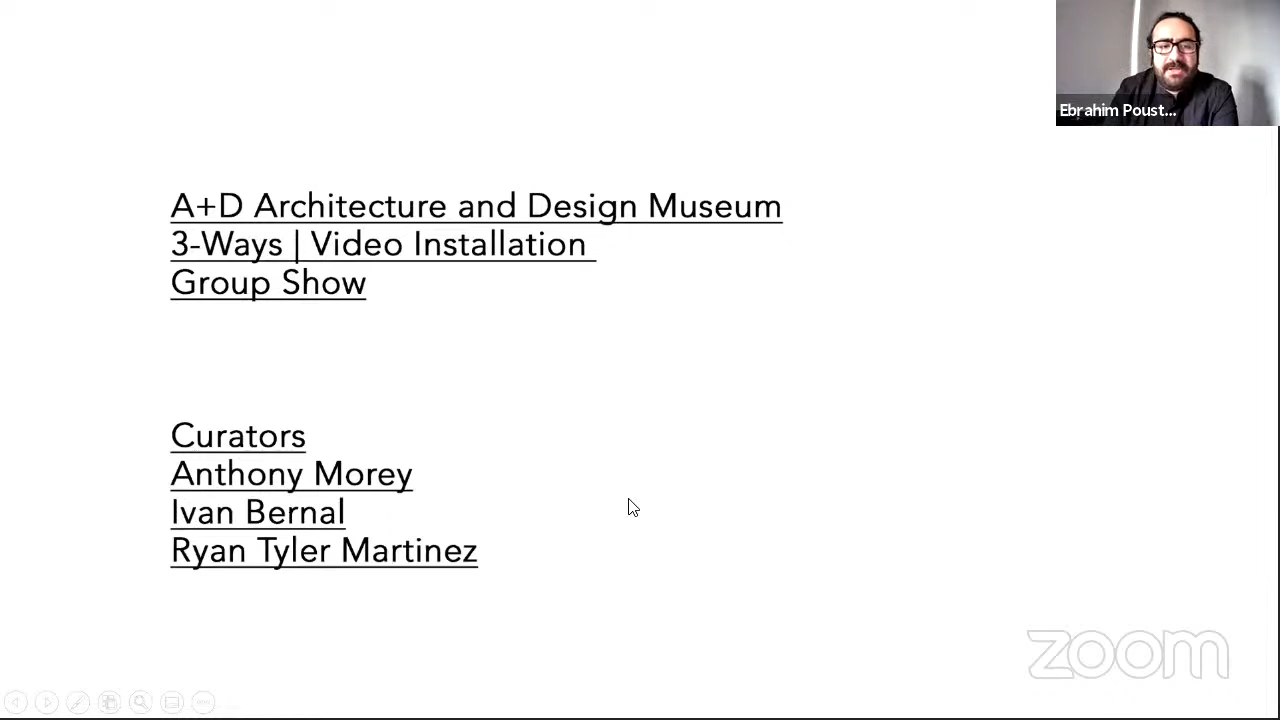 Ebrahim Poust...
A+D Architecture and Design Museum
3-Ways | Video Installation
Group Show
Curators
Anthony Morey
Ivan Bernal
Ryan Tyler Martinez
zoom